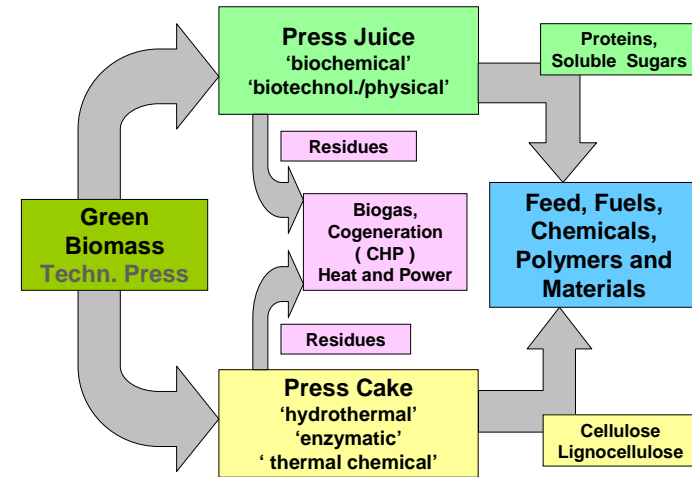 Press Juice
‘biochemical’
‘biotechnol./physical’
Proteins,
Soluble Sugars
Residues
Green
Biomass
Techn. Press
Biogas,
Cogeneration
( CHP )
Heat and Power
Feed, Fuels,
Chemicals,
Polymers and
Materials
Residues
Press Cake
‘hydrothermal’
‘enzymatic’
‘ thermal chemical’
Cellulose
Lignocellulose